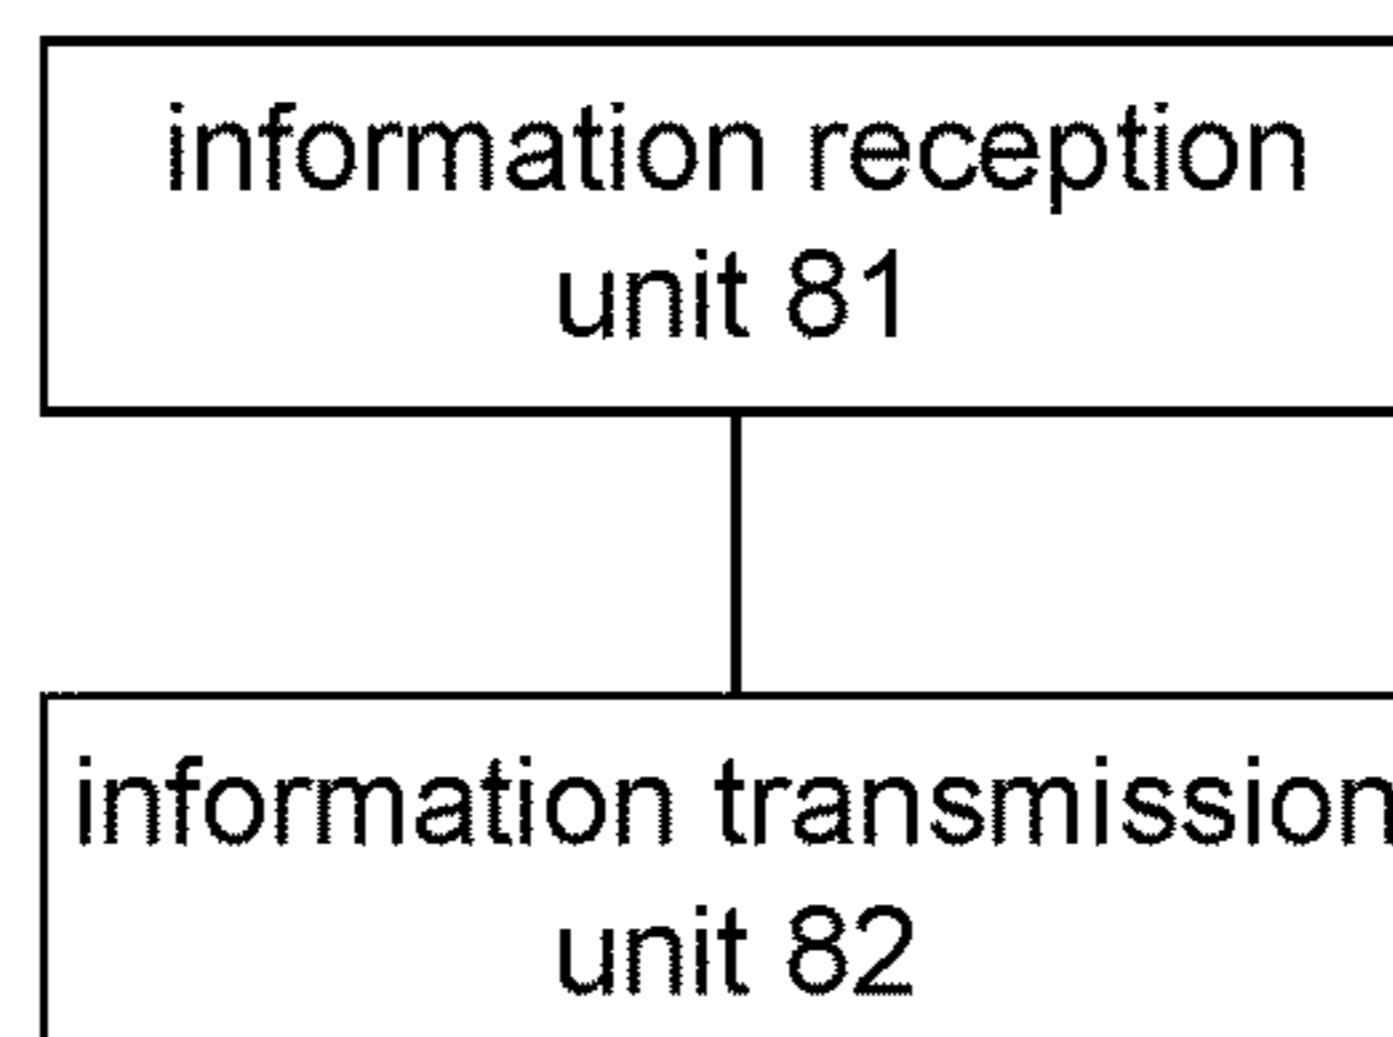 information reception
unit 81
information transmission
unit 82